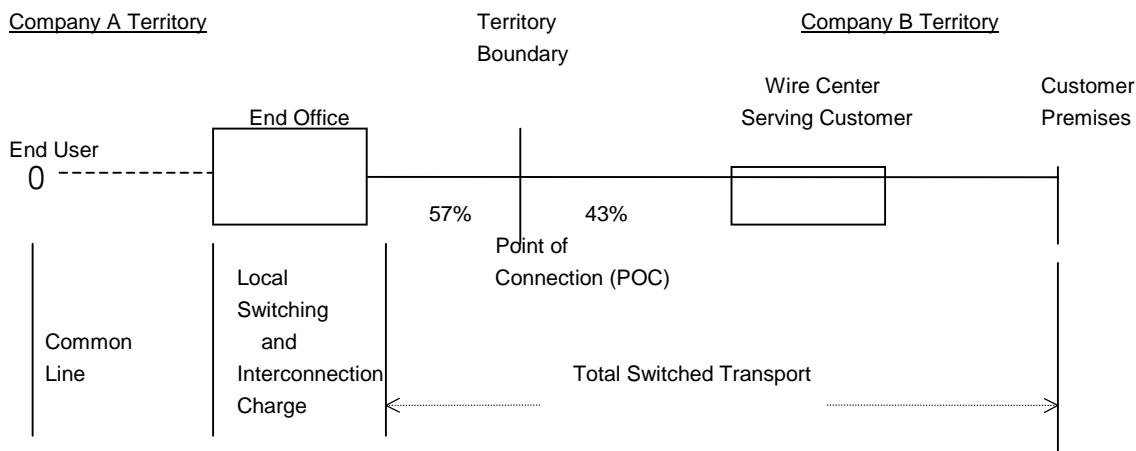 Company A Territory
Territory
Boundary
Company B Territory
Wire Center
Serving Customer
Customer
Premises
End Office
End User
0
57%
43%
Point of
Connection (POC)
Local
Switching
and
Interconnection
Charge
Common
Line
Total Switched Transport